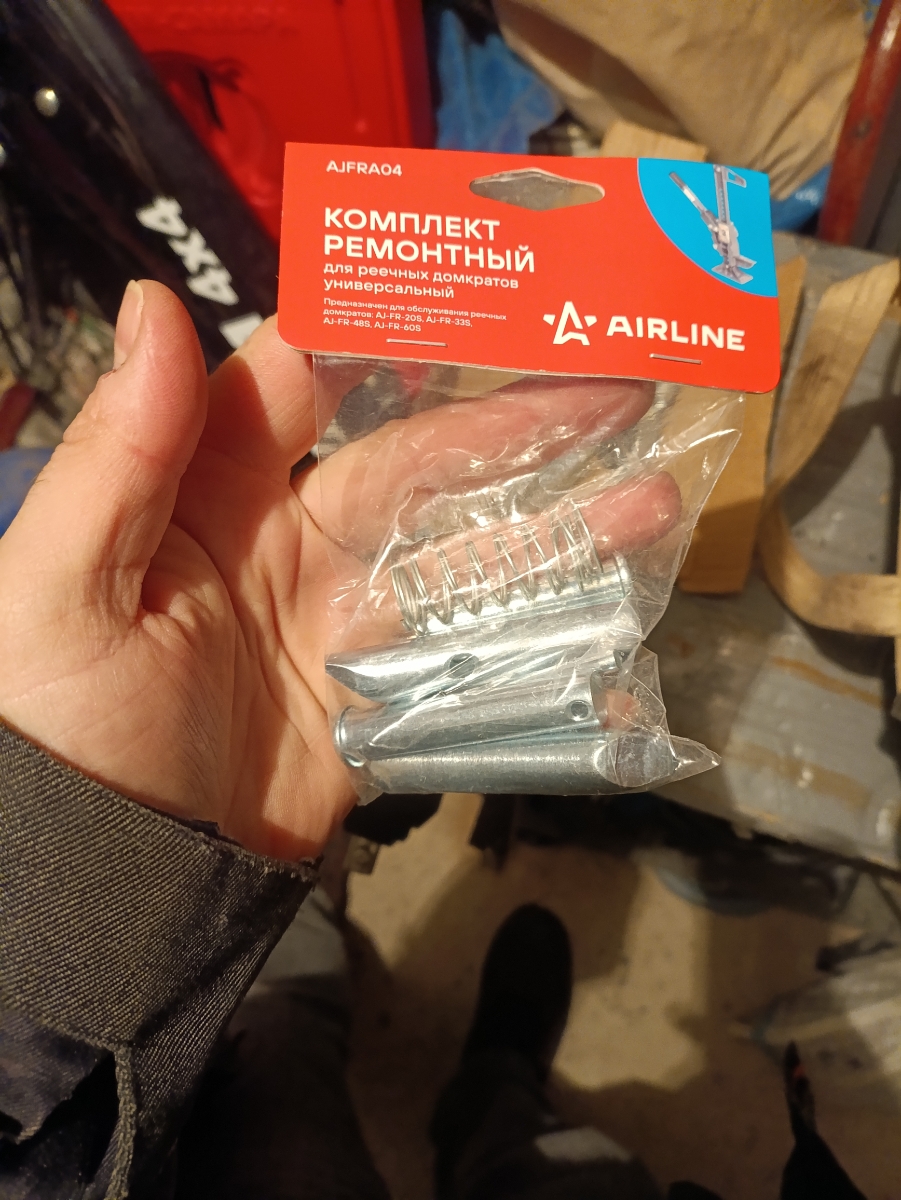 AJFRA04
КОМПЛЕКТ
РЕМОНТНЫЙ
для реечных домкратов
универсальный
Предназначен для обслуживания реечных
домкратов: AJ-FR-20S, AJ-FR-33S,
AJ-FR-48S, AJ-FR-60S
AIRLINE
4X4